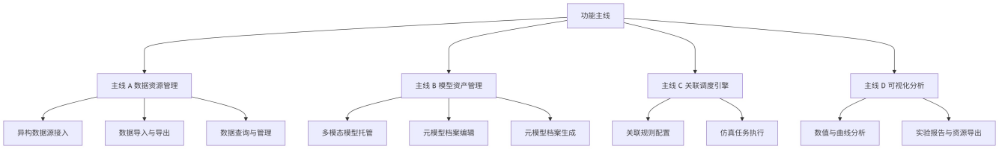 功能主线
主线 A 数据资源管理
主线 B 模型资产管理
主线 C 关联调度引擎
主线 D 可视化分析
异构数据源接入
数据导入与导出
数据查询与管理
多模态模型托管
元模型档案编辑
元模型档案生成
关联规则配置
仿真任务执行
数值与曲线分析
实验报告与资源导出